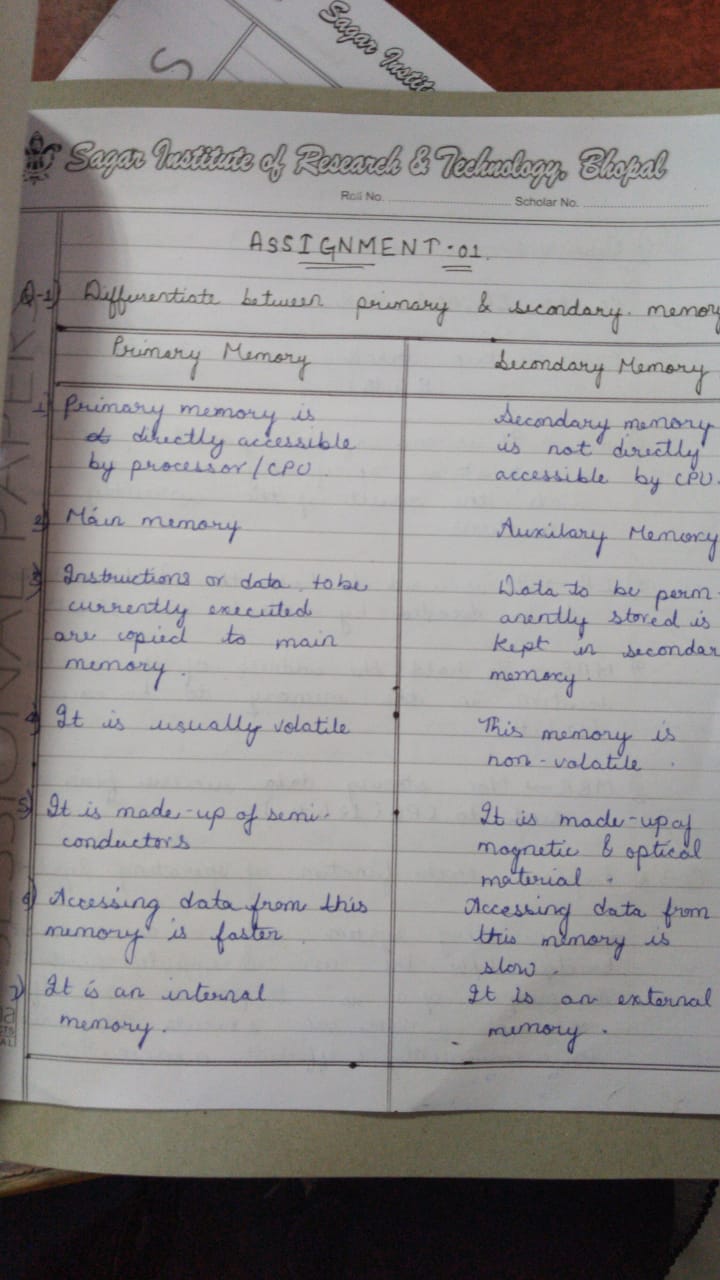 Sagar Instit
S
Sagar Institute of Research & Technology, Bhopal
Roll No. Scholar No.
ASSIGNMENT-01.
Q-1) Differentiate between primary & secondary. memor
Primary Memory
Secondary Memory
1) Primary memory is
directly accessible
by processor/CPU.
Secondary memory
is not directly
accessible by CPU.
2) Main memory
Auxilary Memory
3) Instructions or data to be
currently executed
are copied to main
memory.
Data to be perm-
anently stored is
kept in secondar
memory
4) It is usually volatile
This memory is
non-volatile.
5) It is made-up of semi-
conductors
It is made-up of
magnetic & optical
material.
6) Accessing data from this
memory is faster.
Accessing data from
this memory is
slow.
7) It is an internal
memory.
It is an external
memory.
SESSIONAL PAPER